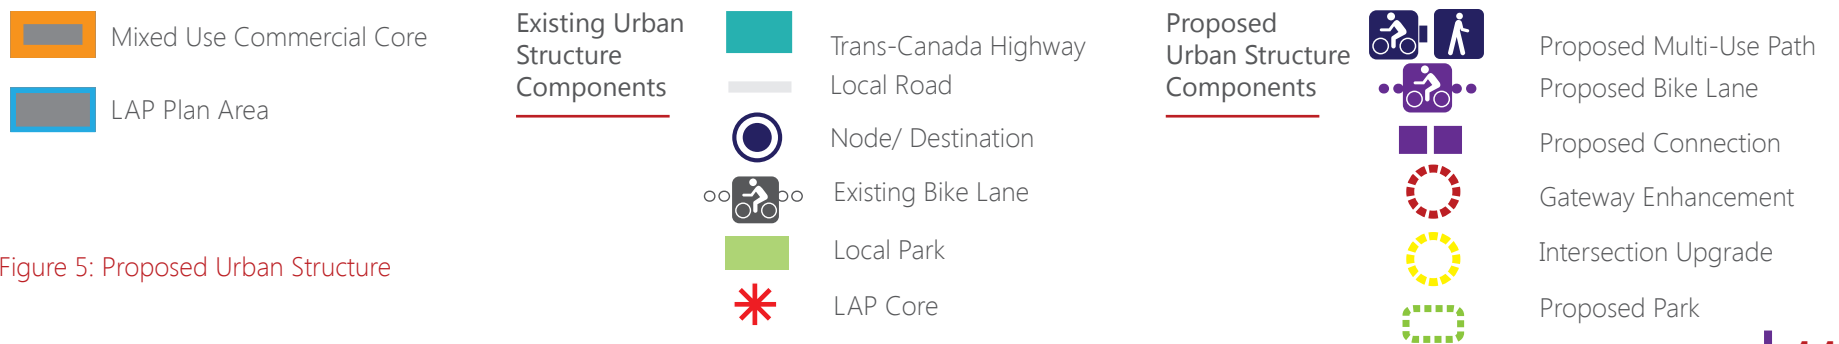 Mixed Use Commercial Core
LAP Plan Area
Figure 5: Proposed Urban Structure
Existing Urban
Structure
Components
Trans-Canada Highway
Local Road
Node/ Destination
Existing Bike Lane
Local Park
LAP Core
Proposed
Urban Structure
Components
Proposed Multi-Use Path
Proposed Bike Lane
Proposed Connection
Gateway Enhancement
Intersection Upgrade
Proposed Park